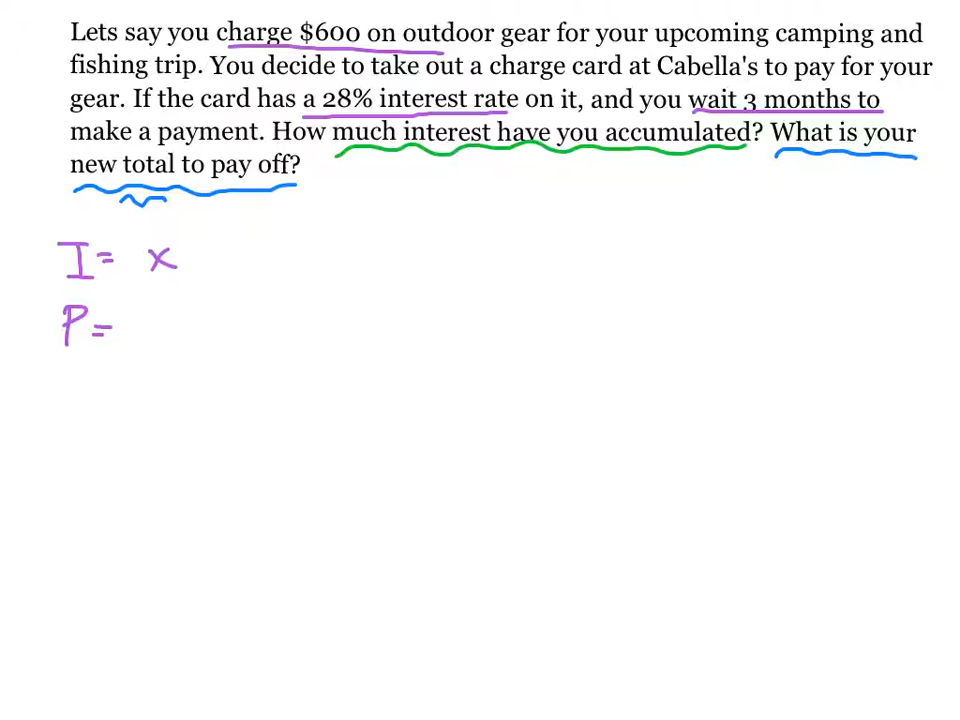 Lets say you charge $600 on outdoor gear for your upcoming camping and
fishing trip. You decide to take out a charge card at Cabella's to pay for your
gear. If the card has a 28% interest rate on it, and you wait 3 months to
make a payment. How much interest have you accumulated? What is your
new total to pay off?
I= x
P=